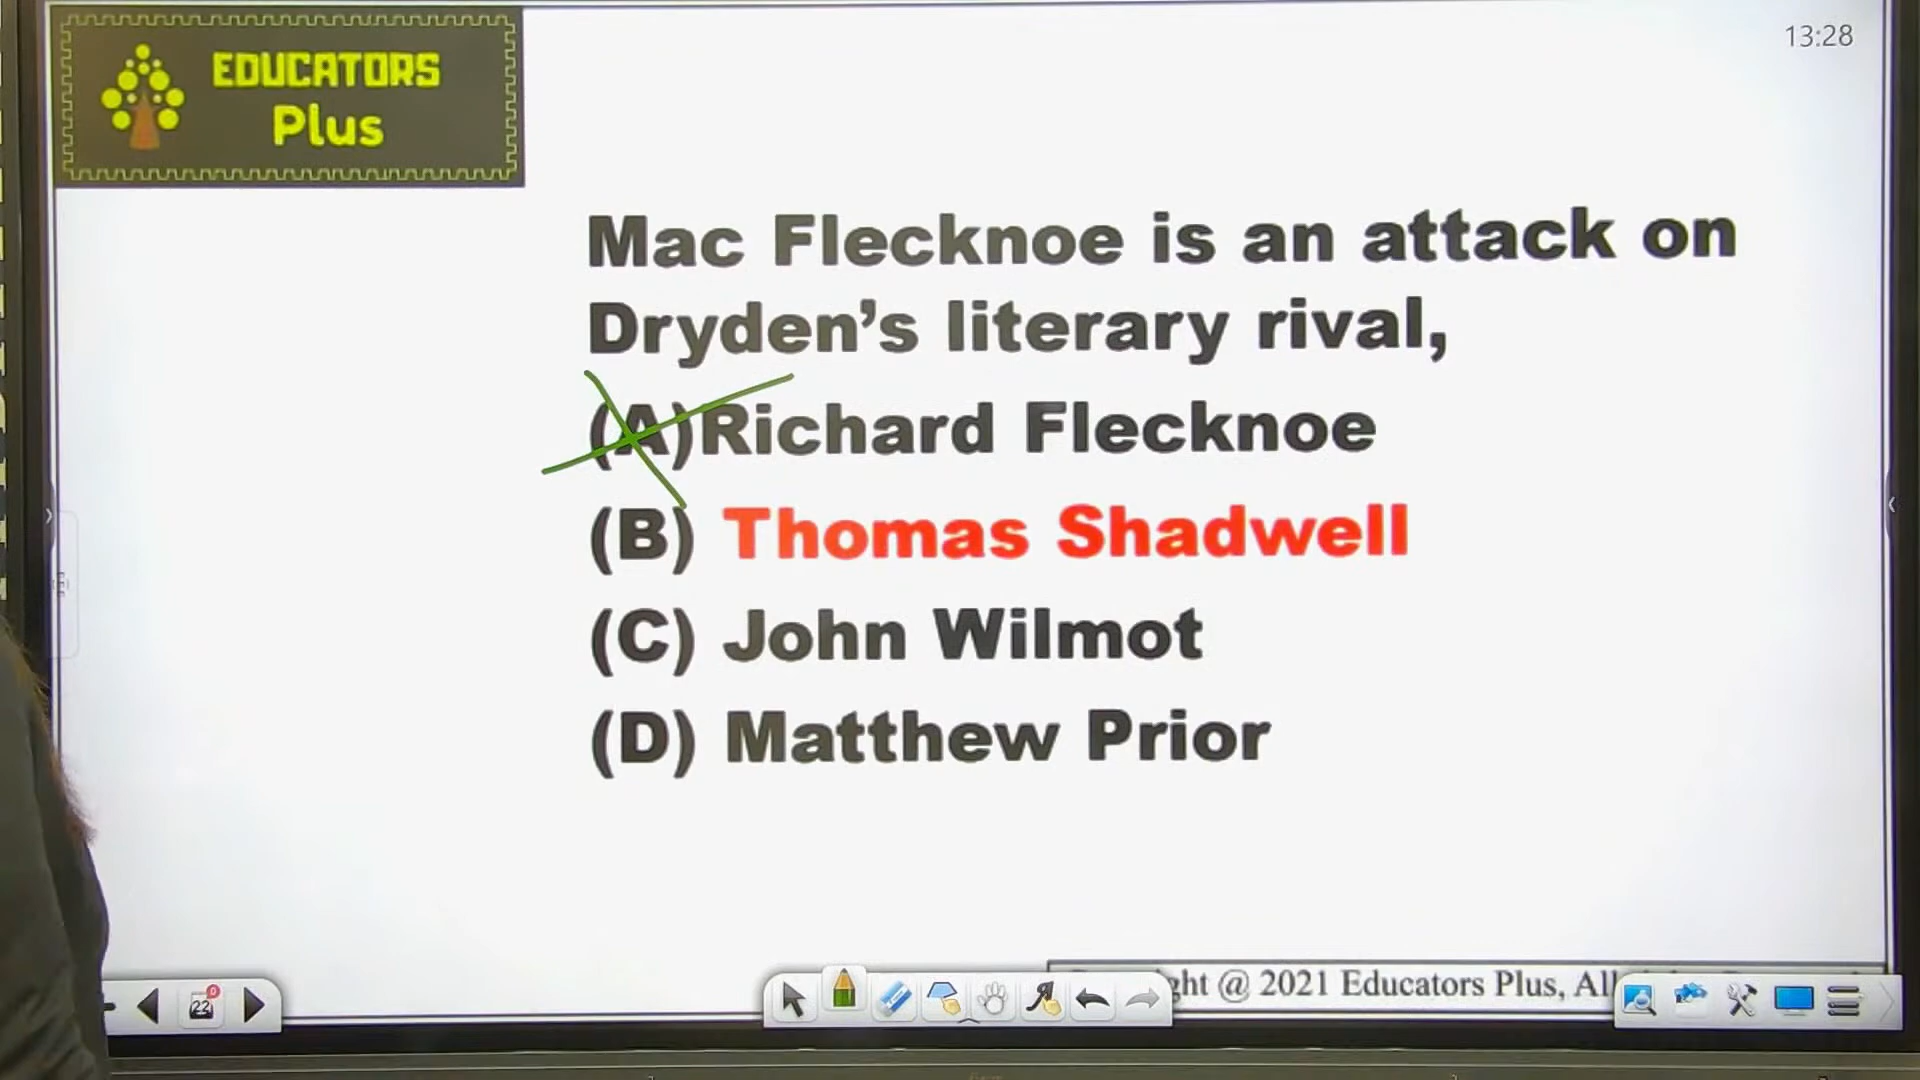 EDUCATORS
Plus
13:28
Mac Flecknoe is an attack on
Dryden’s literary rival,
(A)Richard Flecknoe
(B) Thomas Shadwell
(C) John Wilmot
(D) Matthew Prior
22
@ 2021 Educators Plus, All